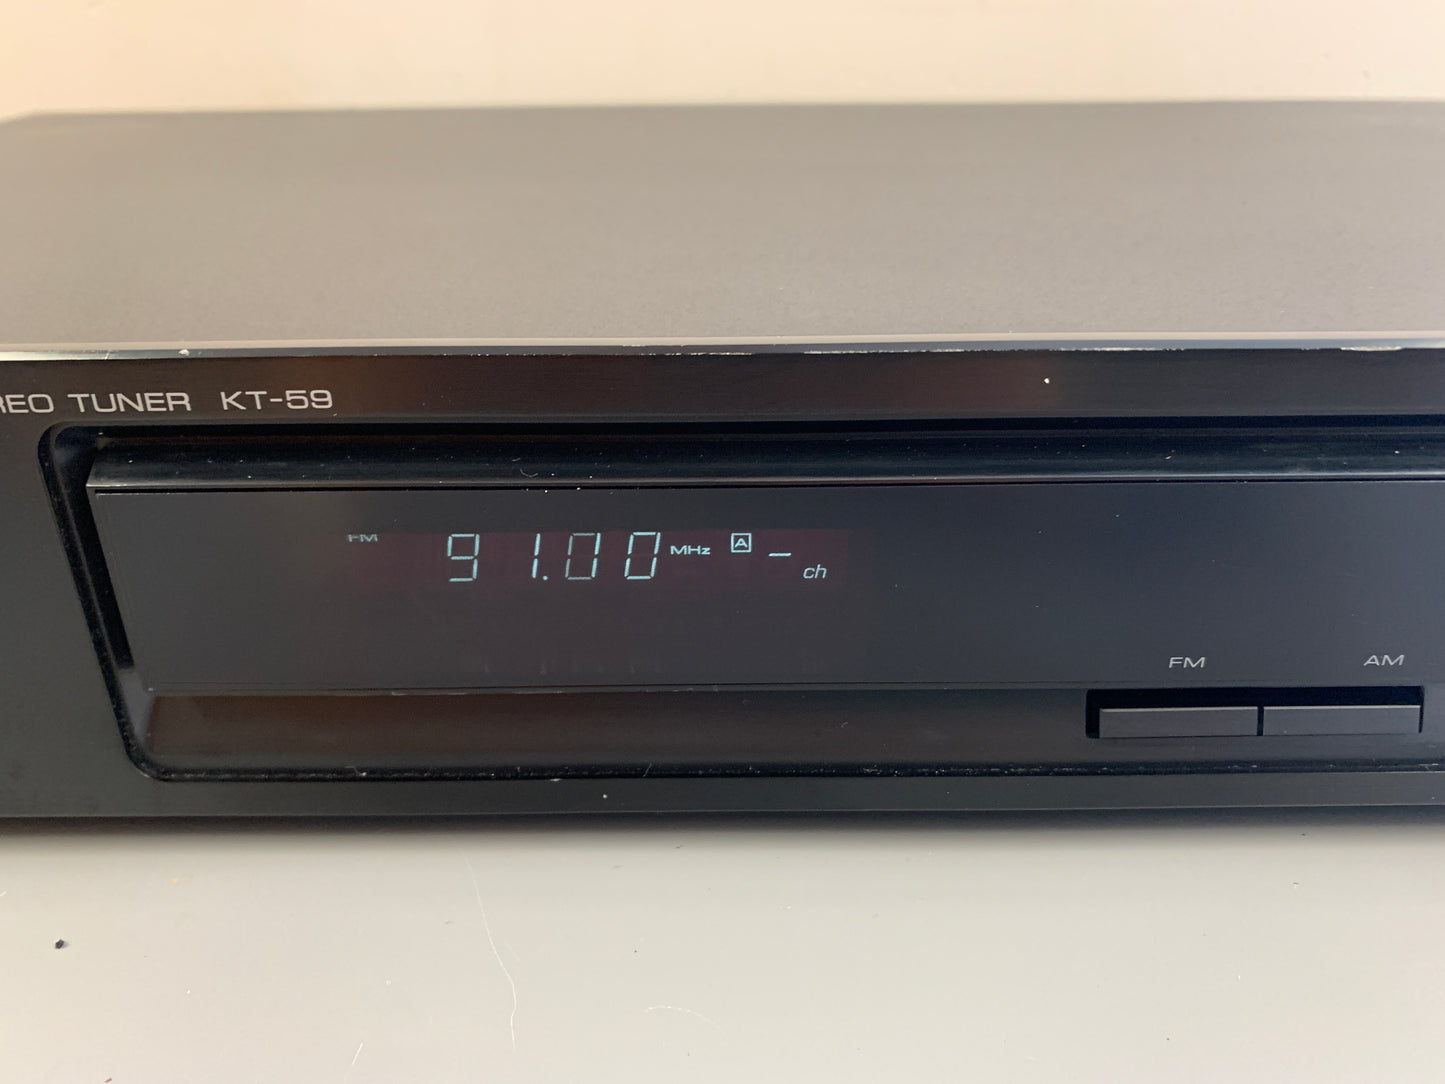 REO TUNER KT-59
FM 91.00 MHz A - ch
FM AM